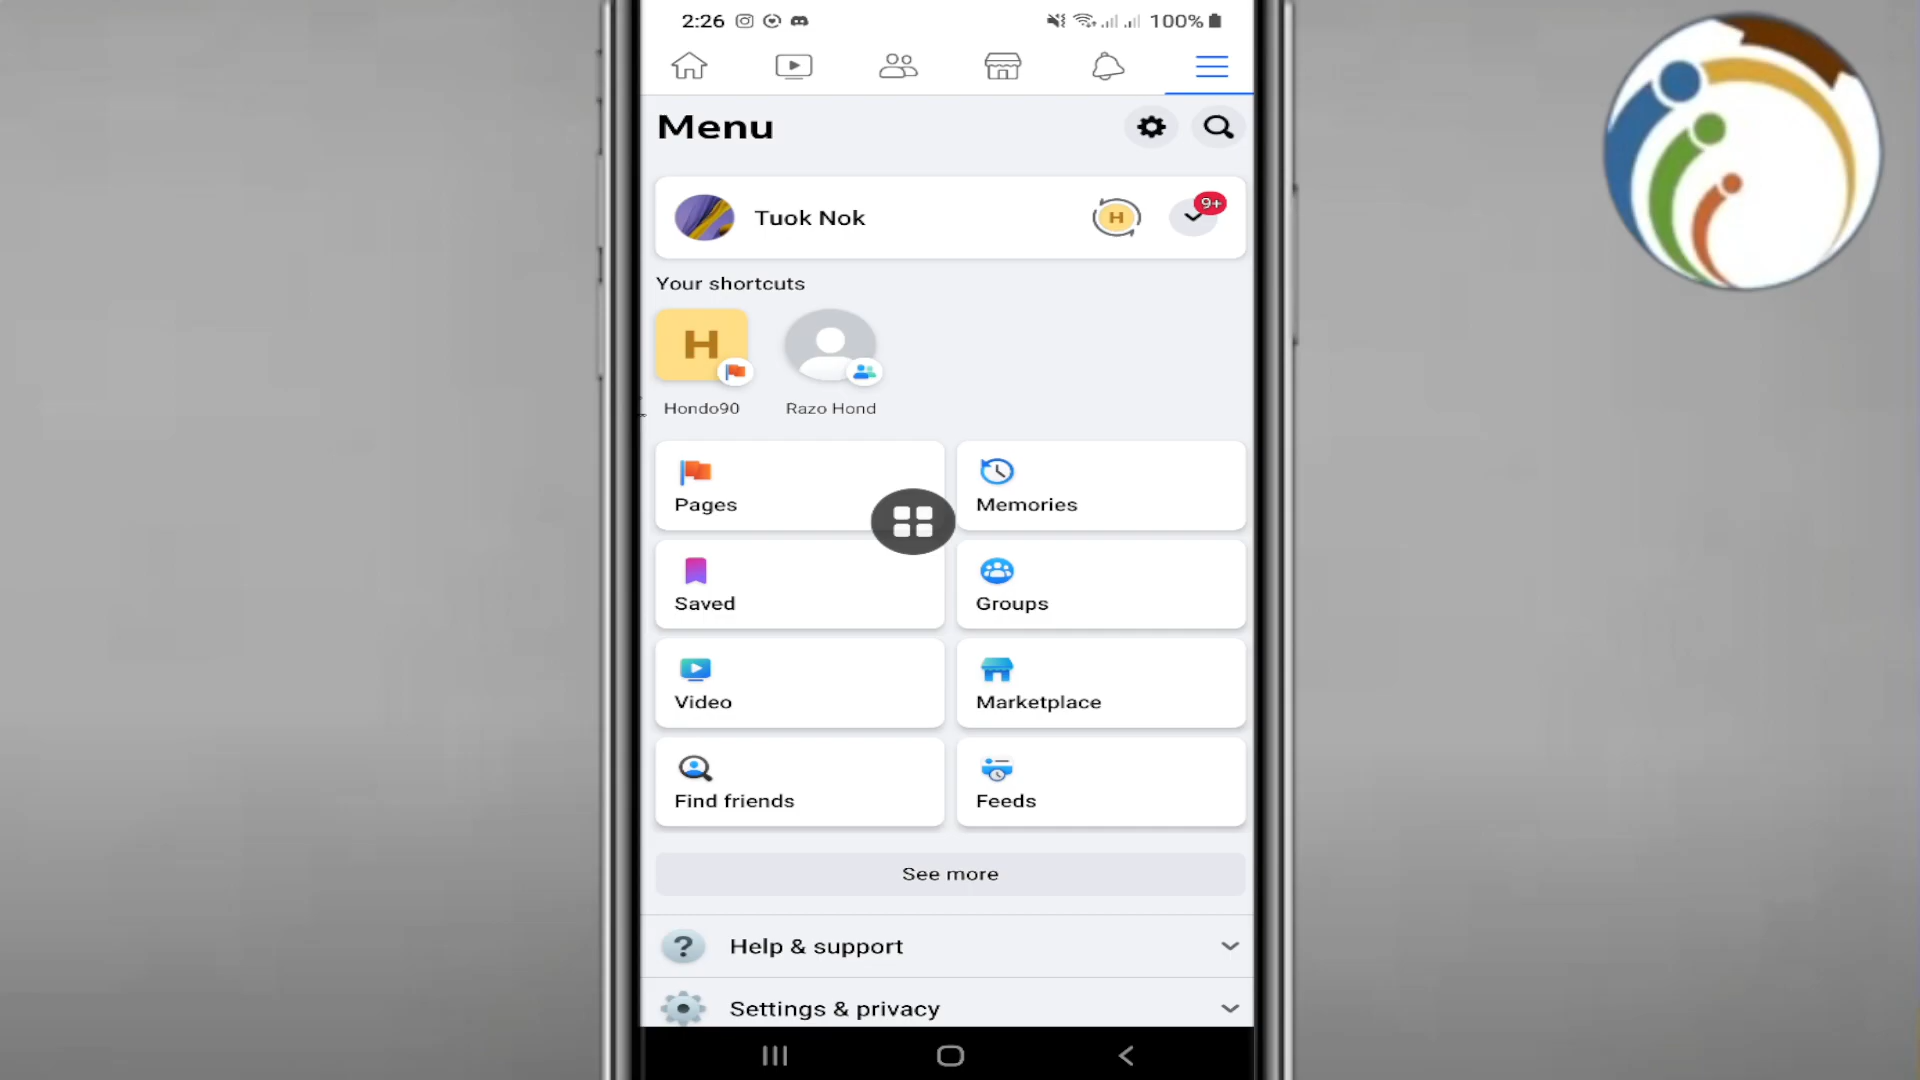 2:26 100%
Menu
Tuok Nok H 9+
Your shortcuts
H
Hondo90 Razo Hond
Pages Memories
Saved Groups
Video Marketplace
Find friends Feeds
See more
? Help & support
Settings & privacy